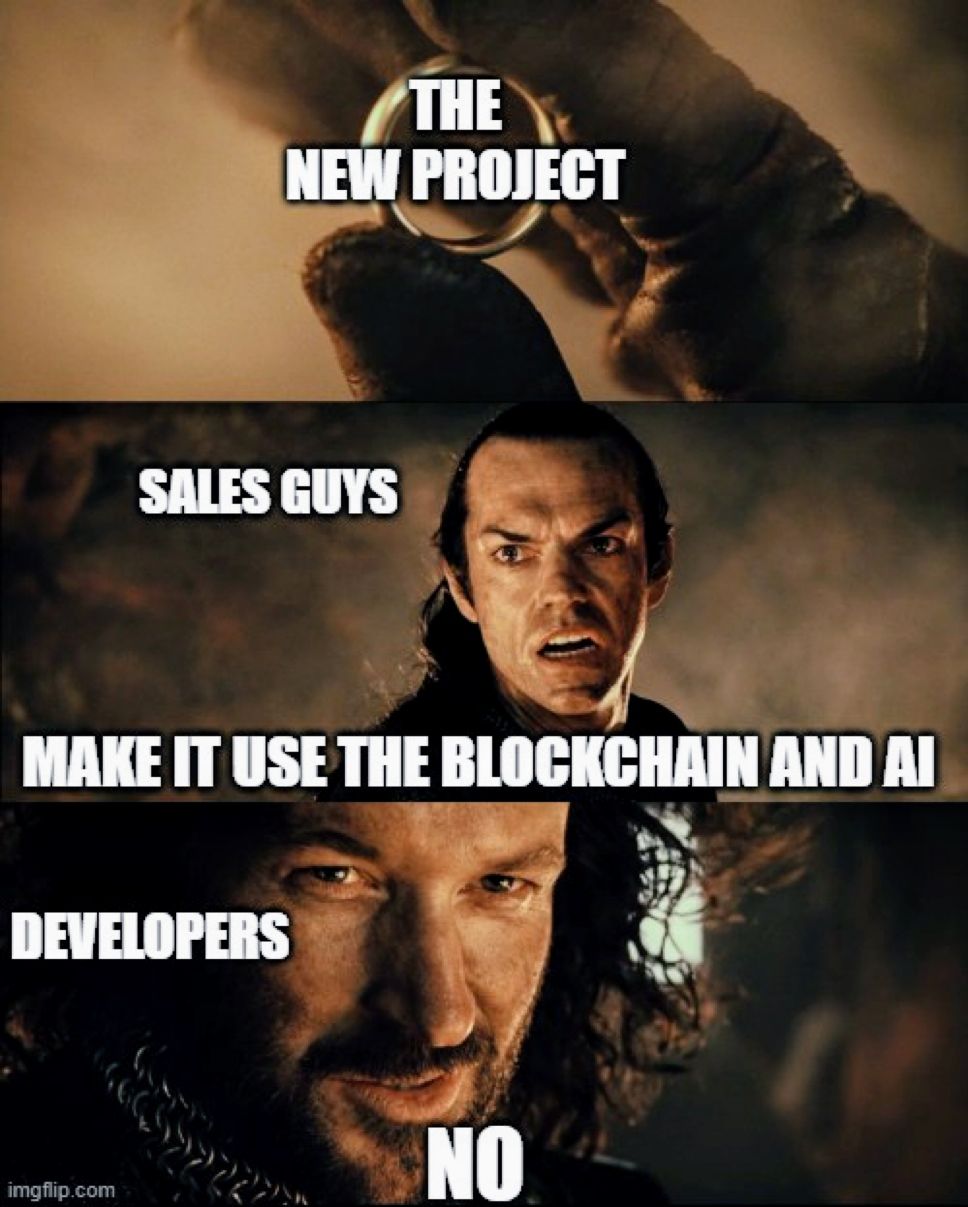 THE
NEW PROJECT
SALES GUYS
MAKE IT USE THE BLOCKCHAIN AND AI
DEVELOPERS
NO
imgflip.com